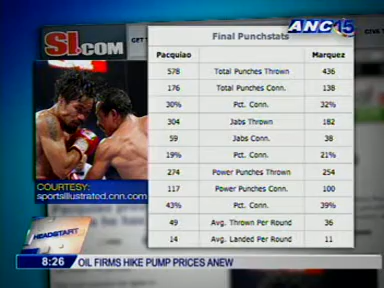 SI.COM
GET T
ANC 15
GIVE T
Final Punchstats
Pacquiao Marquez
578 Total Punches Thrown 436
176 Total Punches Conn. 138
30% Pct. Conn. 32%
304 Jabs Thrown 182
59 Jabs Conn. 38
19% Pct. Conn. 21%
274 Power Punches Thrown 254
117 Power Punches Conn. 100
43% Pct. Conn. 39%
49 Avg. Thrown Per Round 36
14 Avg. Landed Per Round 11
COURTESY:
sportsillustrated.cnn.com
HEADSTART
8:26 OIL FIRMS HIKE PUMP PRICES ANEW